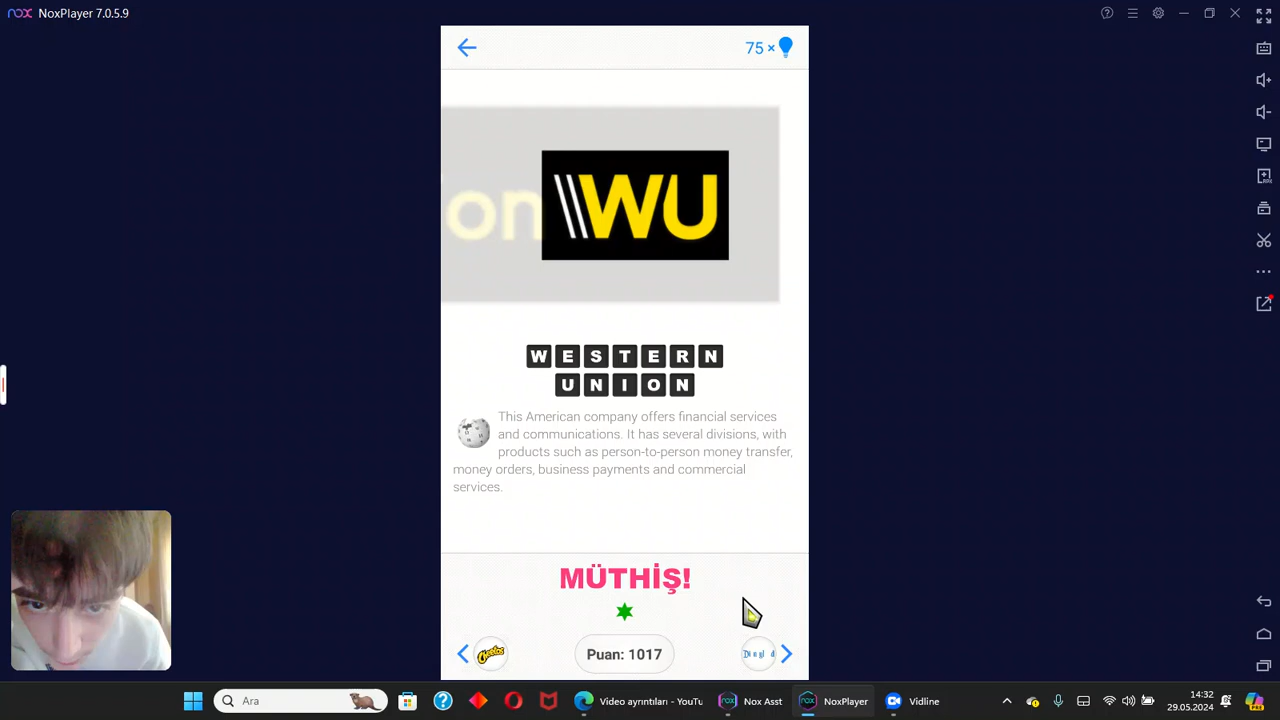 nox NoxPlayer 7.0.5.9
75 ×
on
WU
WESTERN
UNION
This American company offers financial services
and communications. It has several divisions, with
products such as person-to-person money transfer,
money orders, business payments and commercial
services.
MÜTHİŞ!
Cheetos
Puan: 1017
Ara
Video ayrıntıları - YouTu
Nox Asst
NoxPlayer
Vidline
14:32
29.05.2024